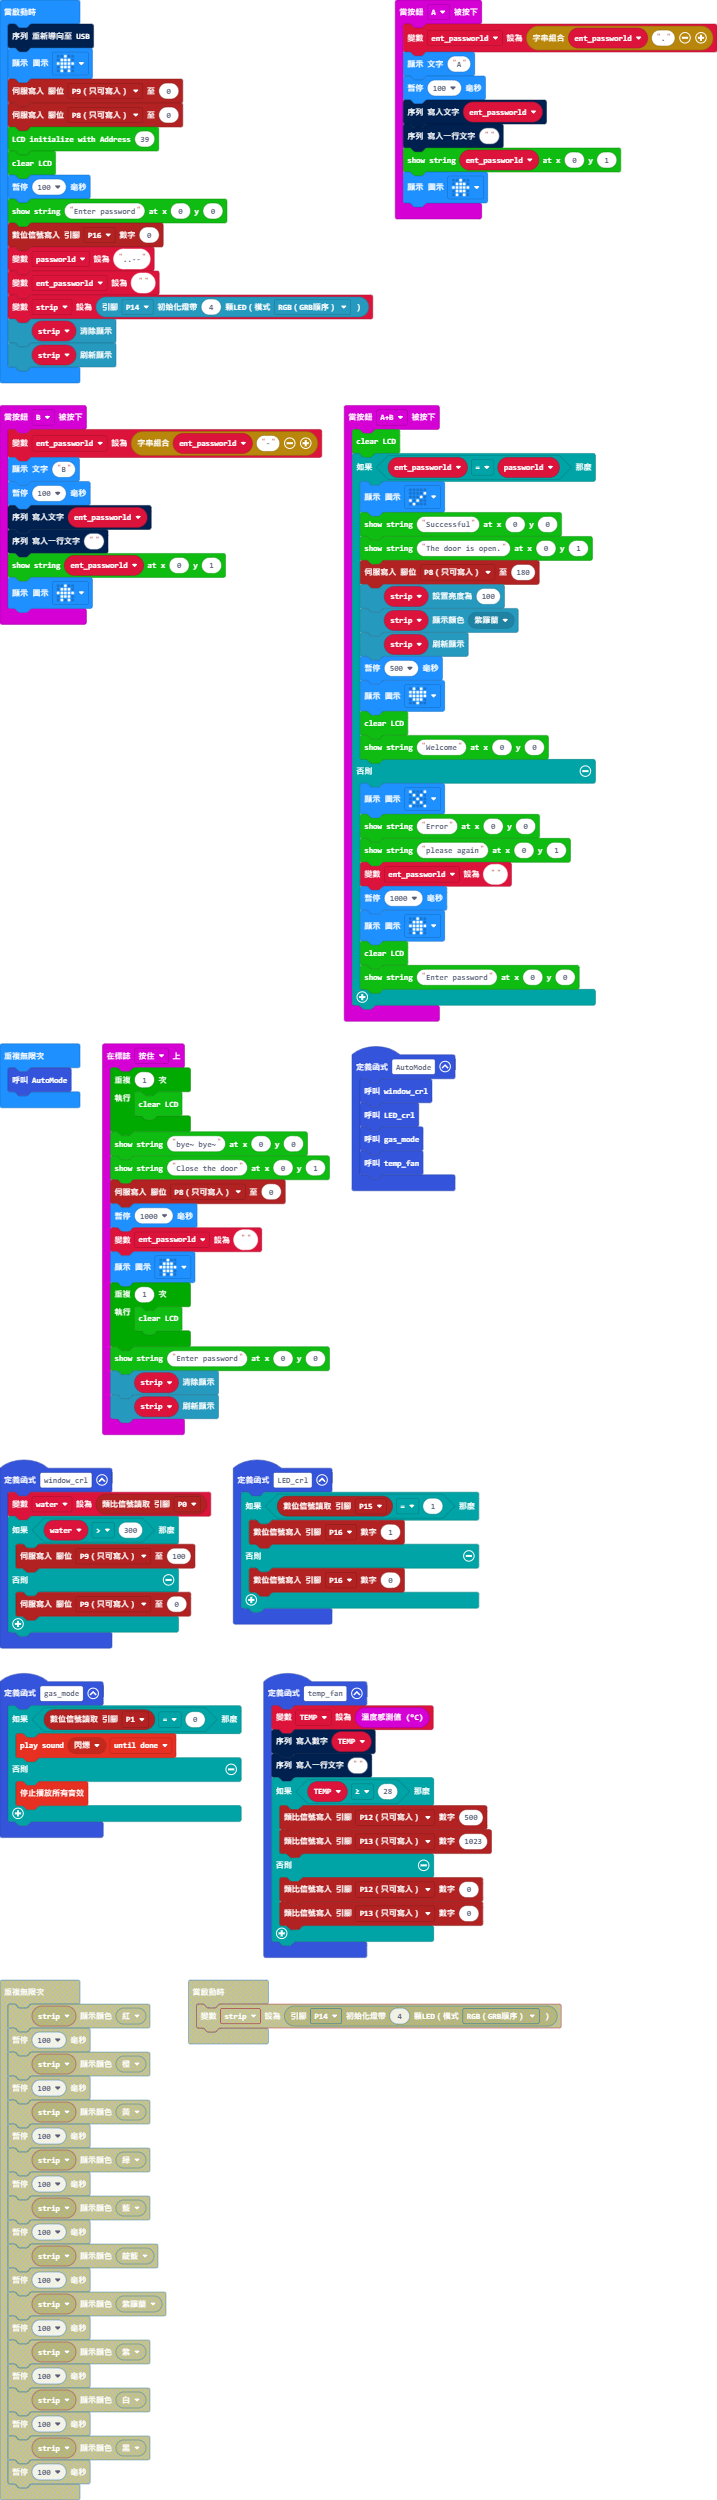 當啟動時
序列 重新導向至 USB
顯示 圖示
伺服寫入 腳位 P9 (只可寫入) 至 0
伺服寫入 腳位 P8 (只可寫入) 至 0
LCD initialize with Address 39
clear LCD
暫停 100 毫秒
show string "Enter password" at x 0 y 0
數位信號寫入 引腳 P16 數字 0
變數 passworld 設為 "..--"
變數 ent_passworld 設為 ""
變數 strip 設為 引腳 P14 初始化燈帶 4 顆LED (模式 RGB (GRB順序) )
strip 清除顯示
strip 刷新顯示
當按鈕 A 被按下
變數 ent_passworld 設為 字串組合 ent_passworld "."
顯示 文字 "A"
暫停 100 毫秒
序列 寫入文字 ent_passworld
序列 寫入一行文字 ""
show string ent_passworld at x 0 y 1
顯示 圖示
當按鈕 B 被按下
變數 ent_passworld 設為 字串組合 ent_passworld "-"
顯示 文字 "B"
暫停 100 毫秒
序列 寫入文字 ent_passworld
序列 寫入一行文字 ""
show string ent_passworld at x 0 y 1
顯示 圖示
當按鈕 A+B 被按下
clear LCD
如果 ent_passworld = passworld 那麼
顯示 圖示
show string "Successful" at x 0 y 0
show string "The door is open." at x 0 y 1
伺服寫入 腳位 P8 (只可寫入) 至 180
strip 設置亮度為 100
strip 顯示顏色 紫羅蘭
strip 刷新顯示
暫停 500 毫秒
顯示 圖示
clear LCD
show string "Welcome" at x 0 y 0
否則
顯示 圖示
show string "Error" at x 0 y 0
show string "please again" at x 0 y 1
變數 ent_passworld 設為 ""
暫停 1000 毫秒
顯示 圖示
clear LCD
show string "Enter password" at x 0 y 0
重複無限次
呼叫 AutoMode
在標誌 按住 上
重複 1 次
執行 clear LCD
show string "bye~ bye~" at x 0 y 0
show string "Close the door" at x 0 y 1
伺服寫入 腳位 P8 (只可寫入) 至 0
暫停 1000 毫秒
變數 ent_passworld 設為 ""
顯示 圖示
重複 1 次
執行 clear LCD
show string "Enter password" at x 0 y 0
strip 清除顯示
strip 刷新顯示
定義函式 AutoMode
呼叫 window_crl
呼叫 LED_crl
呼叫 gas_mode
呼叫 temp_fan
定義函式 window_crl
變數 water 設為 類比信號讀取 引腳 P0
如果 water > 300 那麼
伺服寫入 腳位 P9 (只可寫入) 至 100
否則
伺服寫入 腳位 P9 (只可寫入) 至 0
定義函式 LED_crl
如果 數位信號讀取 引腳 P15 = 1 那麼
數位信號寫入 引腳 P16 數字 1
否則
數位信號寫入 引腳 P16 數字 0
定義函式 gas_mode
如果 數位信號讀取 引腳 P1 = 0 那麼
play sound 閃爍 until done
否則
停止播放所有音效
定義函式 temp_fan
變數 TEMP 設為 溫度感測值 (°C)
序列 寫入數字 TEMP
序列 寫入一行文字 ""
如果 TEMP ≥ 28 那麼
類比信號寫入 引腳 P12 (只可寫入) 數字 500
類比信號寫入 引腳 P13 (只可寫入) 數字 1023
否則
類比信號寫入 引腳 P12 (只可寫入) 數字 0
類比信號寫入 引腳 P13 (只可寫入) 數字 0
重複無限次
strip 顯示顏色 紅
暫停 100 毫秒
strip 顯示顏色 橙
暫停 100 毫秒
strip 顯示顏色 黃
暫停 100 毫秒
strip 顯示顏色 綠
暫停 100 毫秒
strip 顯示顏色 藍
暫停 100 毫秒
strip 顯示顏色 靛藍
暫停 100 毫秒
strip 顯示顏色 紫羅蘭
暫停 100 毫秒
strip 顯示顏色 紫
暫停 100 毫秒
strip 顯示顏色 白
暫停 100 毫秒
strip 顯示顏色 黑
暫停 100 毫秒
當啟動時
變數 strip 設為 引腳 P14 初始化燈帶 4 顆LED (模式 RGB (GRB順序) )